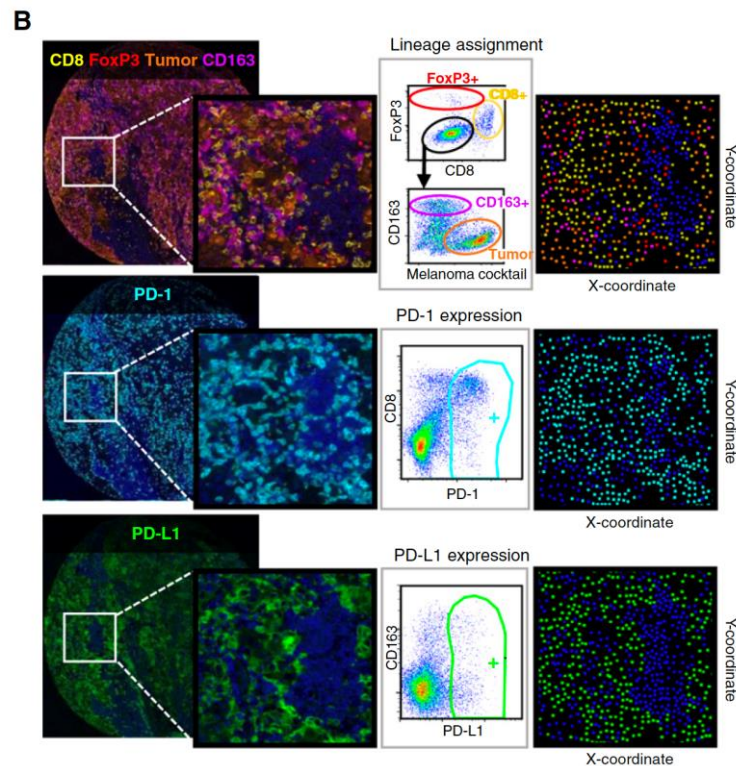 B
CD8 FoxP3 Tumor CD163
Lineage assignment
FoxP3+
CD8+
FoxP3
CD8
CD163+
CD163
Tumor
Melanoma cocktail
Y-coordinate
X-coordinate
PD-1
PD-1 expression
CD8
+
PD-1
Y-coordinate
X-coordinate
PD-L1
PD-L1 expression
CD163
+
PD-L1
Y-coordinate
X-coordinate